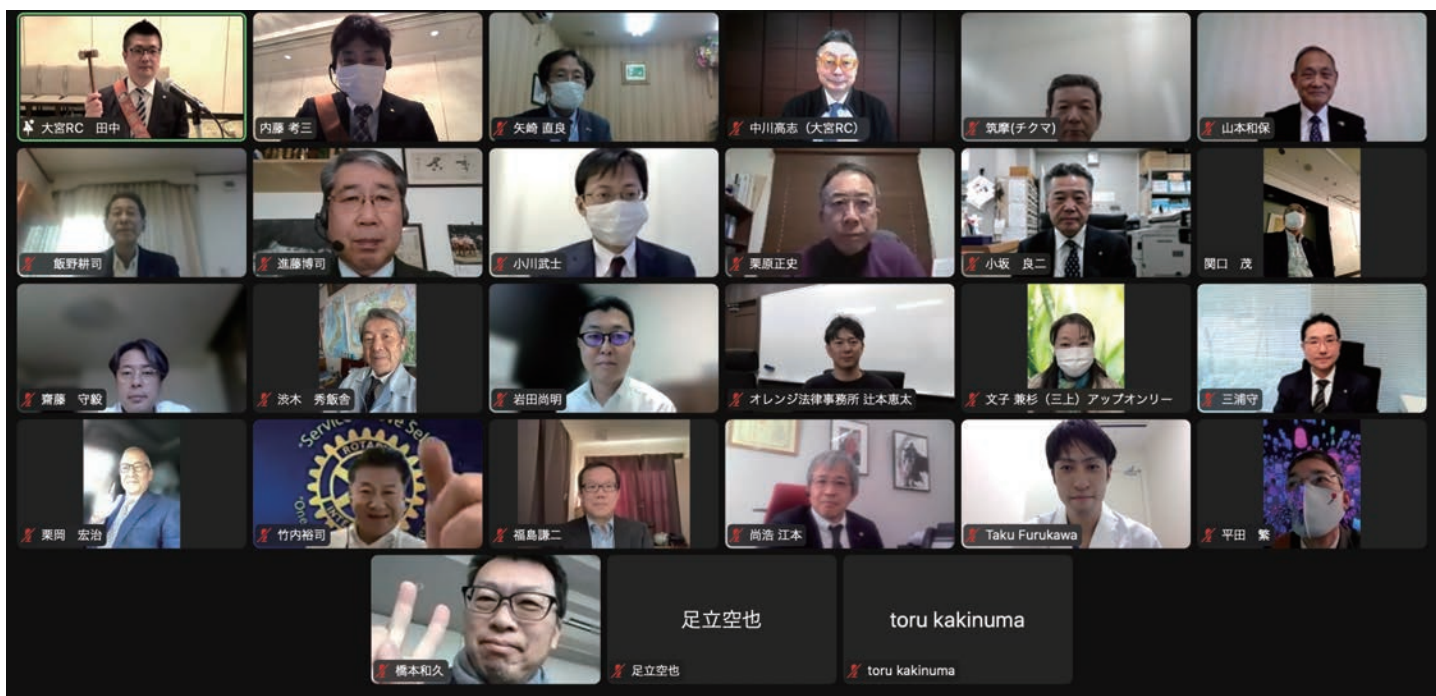 大宮RC 田中
内藤 考三
矢崎 直良
中川高志（大宮RC）
筑摩(チクマ)
山本和保
飯野耕司
進藤博司
小川武士
栗原正史
小坂 良二
関口 茂
齋藤 守毅
渋木 秀飯舎
岩田尚明
オレンジ法律事務所 辻本恵太
文子 兼杉（三上）アップオンリー
三浦守
栗岡 宏治
"Service
ROTARY
INTE
"One
竹内裕司
福島謙二
尚浩 江本
Taku Furukawa
平田 繁
橋本和久
足立空也
足立空也
toru kakinuma
toru kakinuma